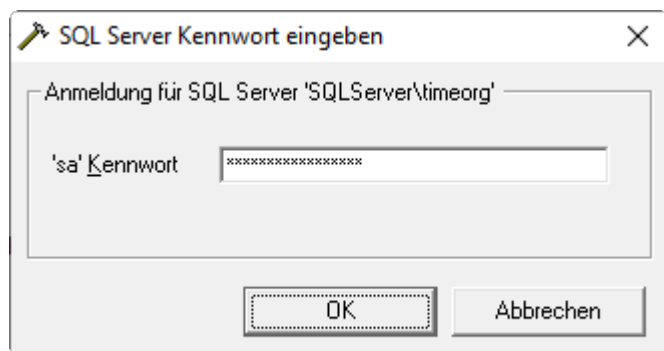 SQL Server Kennwort eingeben
Anmeldung für SQL Server 'SQLServer\timeorg'
'sa' Kennwort
*****************
OK
Abbrechen